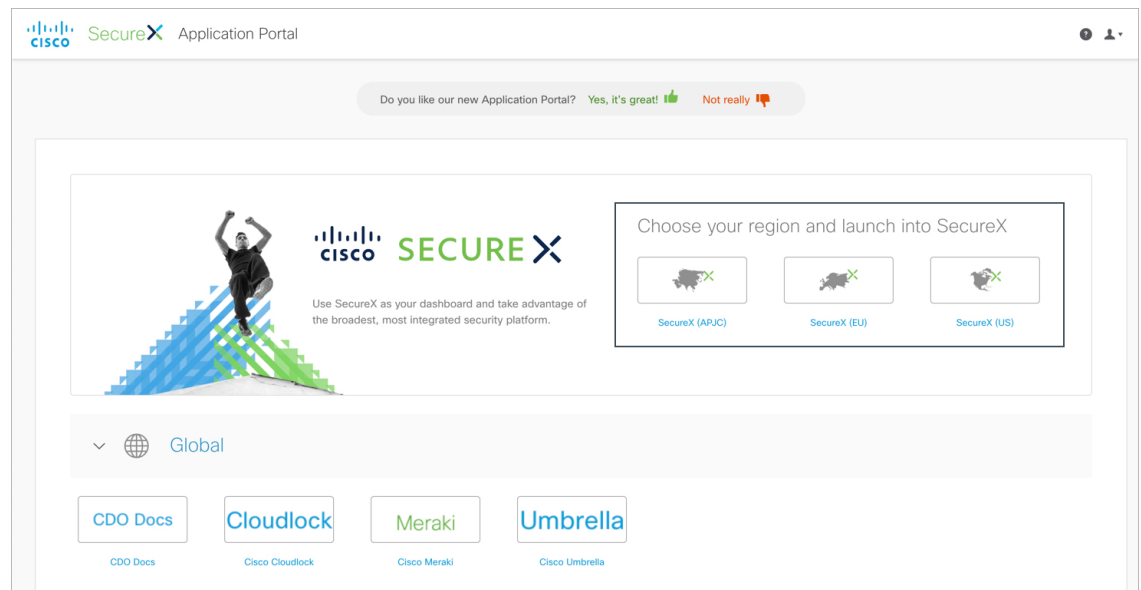 CISCO SecureX Application Portal
Do you like our new Application Portal? Yes, it's great! Not really
CISCO SECURE X
Use SecureX as your dashboard and take advantage of
the broadest, most integrated security platform.
Choose your region and launch into SecureX
SecureX (APJC) SecureX (EU) SecureX (US)
Global
CDO Docs Cloudlock Meraki Umbrella
CDO Docs Cisco Cloudlock Cisco Meraki Cisco Umbrella